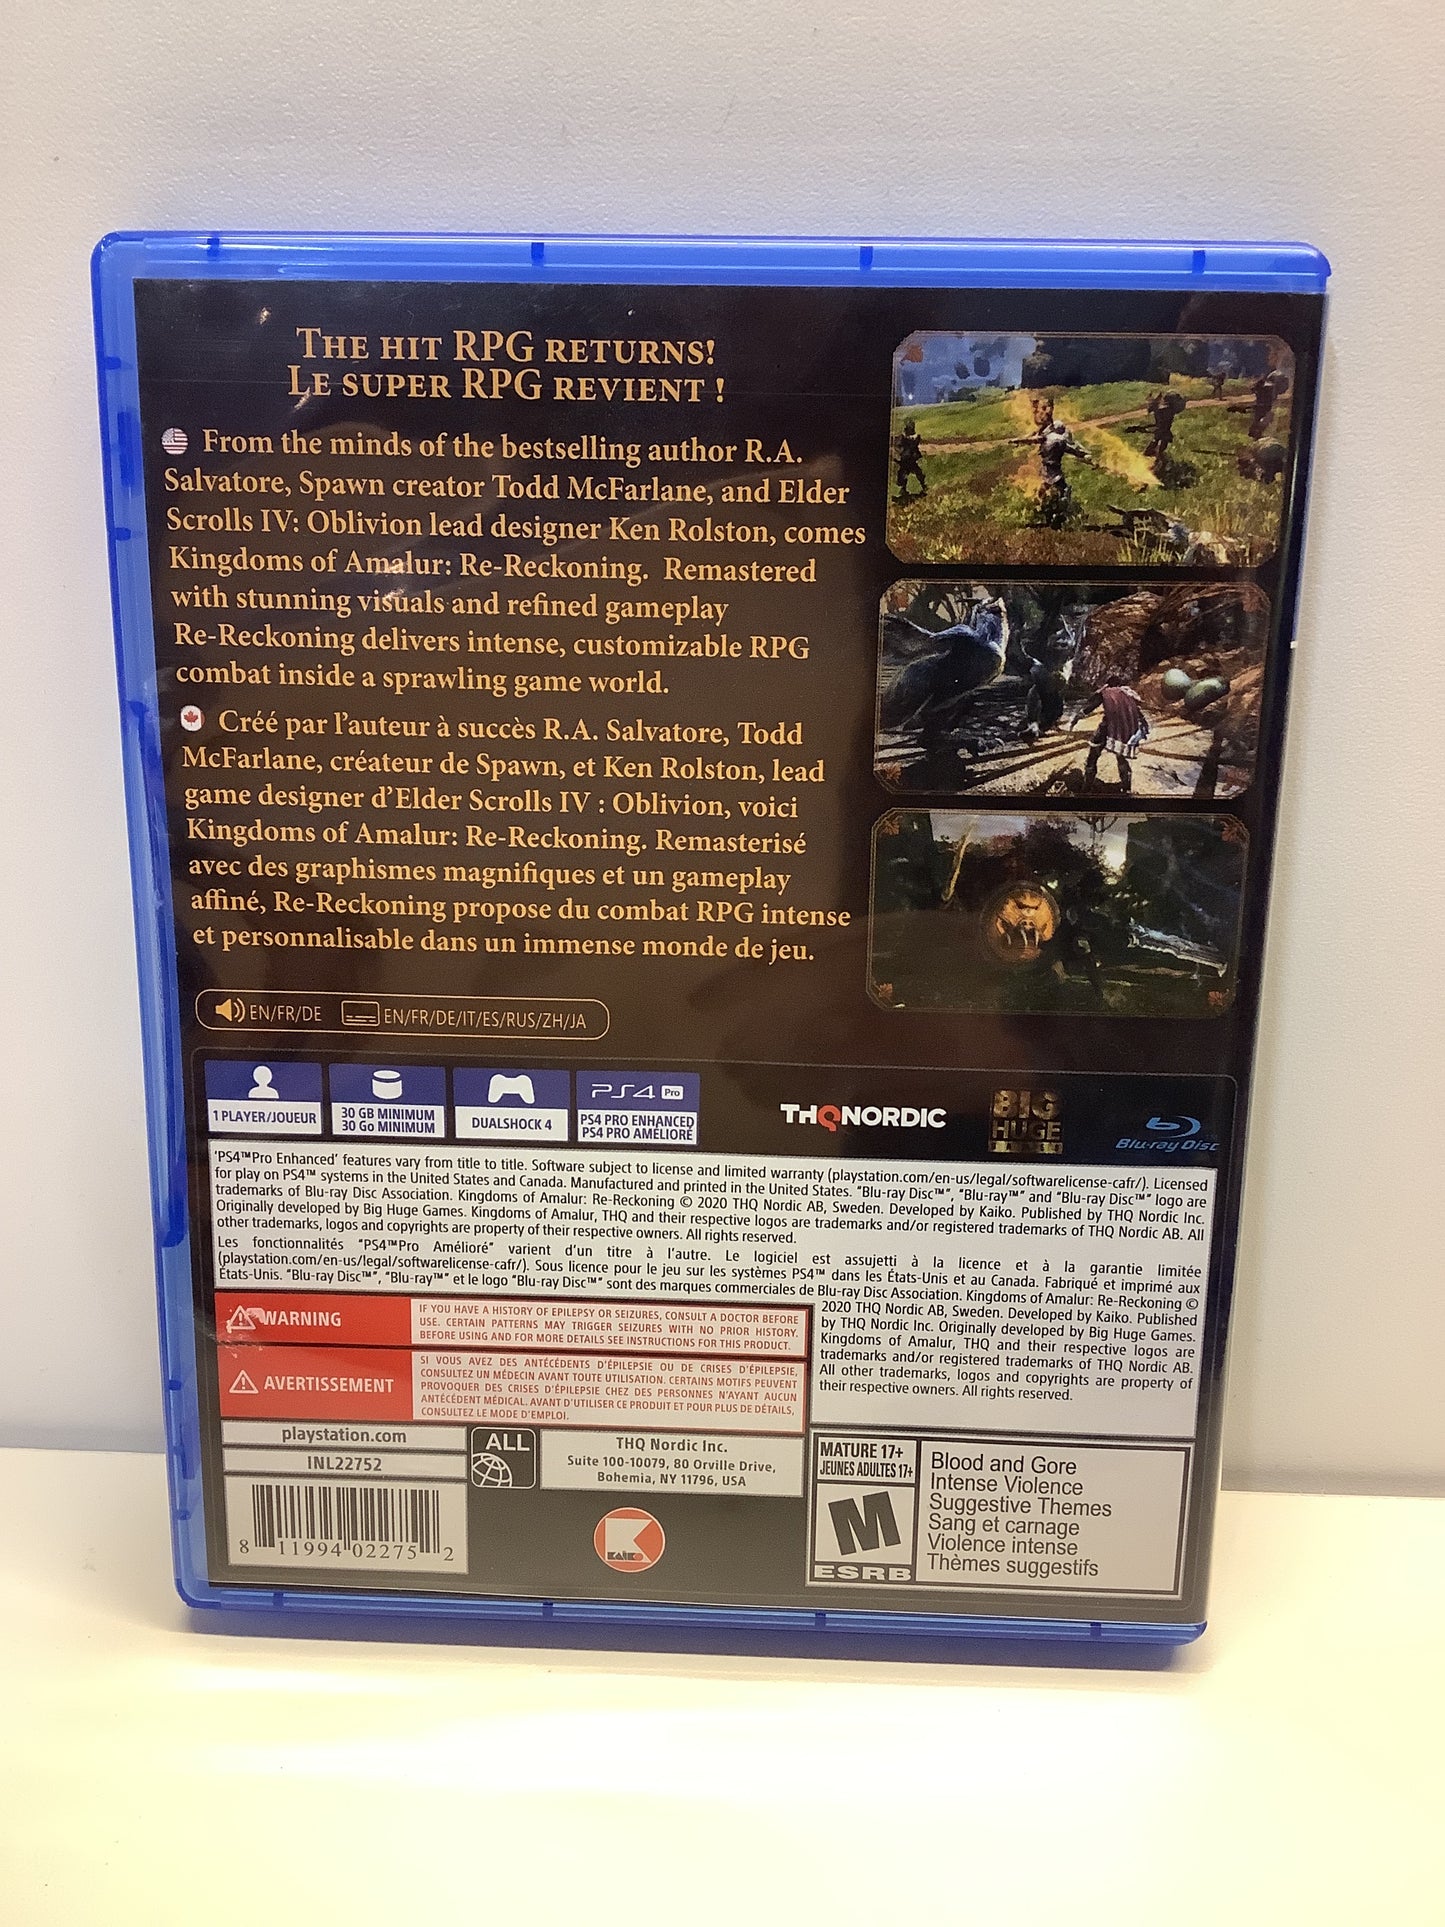 THE HIT RPG RETURNS!
LE SUPER RPG REVIENT !
From the minds of the bestselling author R.A.
Salvatore, Spawn creator Todd McFarlane, and Elder
Scrolls IV: Oblivion lead designer Ken Rolston, comes
Kingdoms of Amalur: Re-Reckoning. Remastered
with stunning visuals and refined gameplay
Re-Reckoning delivers intense, customizable RPG
combat inside a sprawling game world.
Créé par l'auteur à succès R.A. Salvatore, Todd
McFarlane, créateur de Spawn, et Ken Rolston, lead
game designer d'Elder Scrolls IV : Oblivion, voici
Kingdoms of Amalur: Re-Reckoning. Remasterisé
avec des graphismes magnifiques et un gameplay
affiné, Re-Reckoning propose du combat RPG intense
et personnalisable dans un immense monde de jeu.
EN/FR/DE EN/FR/DE/IT/ES/RUS/ZH/JA
1 PLAYER/JOUEUR
30 GB MINIMUM
30 Go MINIMUM
DUALSHOCK 4
PS4 Pro
PS4 PRO ENHANCED
PS4 PRO AMÉLIORÉ
THQNORDIC
BIG
HUGE
Blu-ray Disc
'PS4™Pro Enhanced' features vary from title to title. Software subject to license and limited warranty (playstation.com/en-us/legal/softwarelicense-cafr/). Licensed
for play on PS4™ systems in the United States and Canada. Manufactured and printed in the United States. "Blu-ray Disc™", "Blu-ray™" and "Blu-ray Disc™" logo are
trademarks of Blu-ray Disc Association. Kingdoms of Amalur: Re-Reckoning © 2020 THQ Nordic AB, Sweden. Developed by Kaiko. Published by THQ Nordic Inc.
Originally developed by Big Huge Games. Kingdoms of Amalur, THQ and their respective logos are trademarks and/or registered trademarks of THQ Nordic AB. All
other trademarks, logos and copyrights are property of their respective owners. All rights reserved.
Les fonctionnalités "PS4™Pro Amélioré" varient d'un titre à l'autre. Le logiciel est assujetti à la licence et à la garantie limitée
(playstation.com/en-us/legal/softwarelicense-cafr/). Sous licence pour le jeu sur les systèmes PS4™ dans les États-Unis et au Canada. Fabriqué et imprimé aux
États-Unis. "Blu-ray Disc™", "Blu-ray™" et le logo "Blu-ray Disc™" sont des marques commerciales de Blu-ray Disc Association. Kingdoms of Amalur: Re-Reckoning ©
2020 THQ Nordic AB, Sweden. Developed by Kaiko. Published
by THQ Nordic Inc. Originally developed by Big Huge Games.
Kingdoms of Amalur, THQ and their respective logos are
trademarks and/or registered trademarks of THQ Nordic AB.
All other trademarks, logos and copyrights are property of
their respective owners. All rights reserved.
WARNING
IF YOU HAVE A HISTORY OF EPILEPSY OR SEIZURES, CONSULT A DOCTOR BEFORE
USE. CERTAIN PATTERNS MAY TRIGGER SEIZURES WITH NO PRIOR HISTORY.
BEFORE USING AND FOR MORE DETAILS SEE INSTRUCTIONS FOR THIS PRODUCT.
AVERTISSEMENT
SI VOUS AVEZ DES ANTÉCÉDENTS D'ÉPILEPSIE OU DE CRISES D'ÉPILEPSIE,
CONSULTEZ UN MÉDECIN AVANT TOUTE UTILISATION. CERTAINS MOTIFS PEUVENT
PROVOQUER DES CRISES D'ÉPILEPSIE CHEZ DES PERSONNES N'AYANT AUCUN
ANTÉCÉDENT MÉDICAL. AVANT D'UTILISER CE PRODUIT ET POUR PLUS DE DÉTAILS,
CONSULTEZ LE MODE D'EMPLOI.
playstation.com
INL22752
8 11994 02275 2
ALL
THQ Nordic Inc.
Suite 100-10079, 80 Orville Drive,
Bohemia, NY 11796, USA
KAIKO
MATURE 17+
JEUNES ADULTES 17+
M
ESRB
Blood and Gore
Intense Violence
Suggestive Themes
Sang et carnage
Violence intense
Thèmes suggestifs